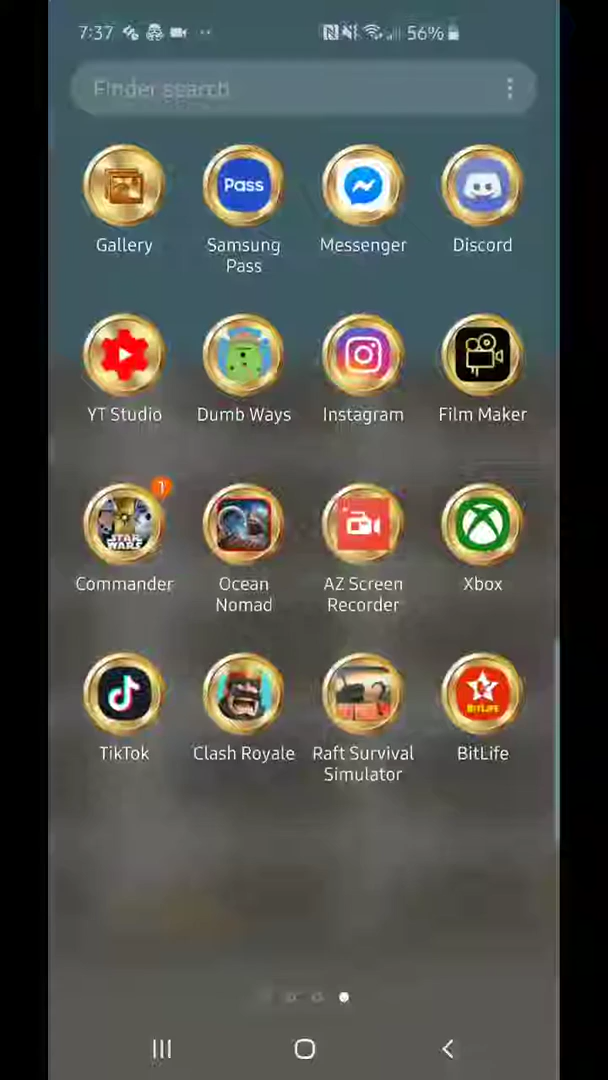 7:37 56%
Finder search
Pass
Gallery Samsung Pass Messenger Discord
YT Studio Dumb Ways Instagram Film Maker
1
STAR WARS
Commander Ocean Nomad AZ Screen Recorder Xbox
BITLIFE
TikTok Clash Royale Raft Survival Simulator BitLife